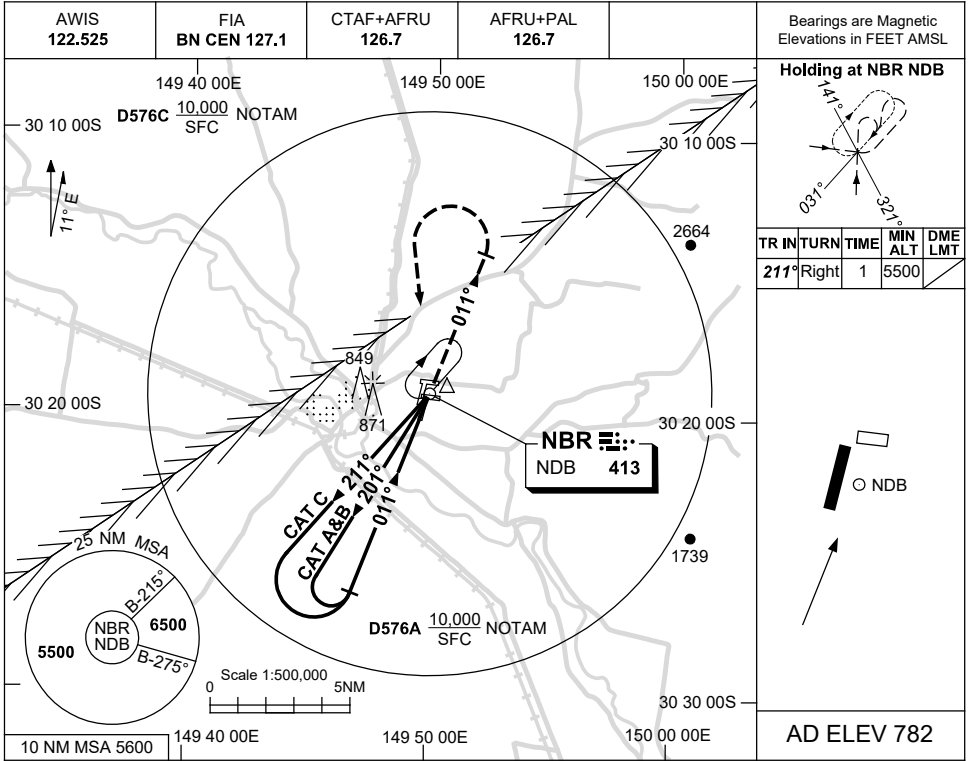 AWIS
122.525
FIA
BN CEN 127.1
CTAF+AFRU
126.7
AFRU+PAL
126.7
Bearings are Magnetic
Elevations in FEET AMSL
149 40 00E
149 50 00E
150 00 00E
D576C 10,000 NOTAM
SFC
30 10 00S
30 10 00S
11° E
2664
011°
849
871
30 20 00S
30 20 00S
NBR
NDB 413
211°
201°
011°
CAT C
CAT A&B
1739
25 NM MSA
B-215°
NBR
NDB
6500
5500
B-275°
D576A 10,000 NOTAM
SFC
Scale 1:500,000
0 5NM
30 30 00S
10 NM MSA 5600
149 40 00E
149 50 00E
150 00 00E
Holding at NBR NDB
141°
031°
321°
TR IN TURN TIME MIN ALT DME LMT
211° Right 1 5500
NDB
AD ELEV 782